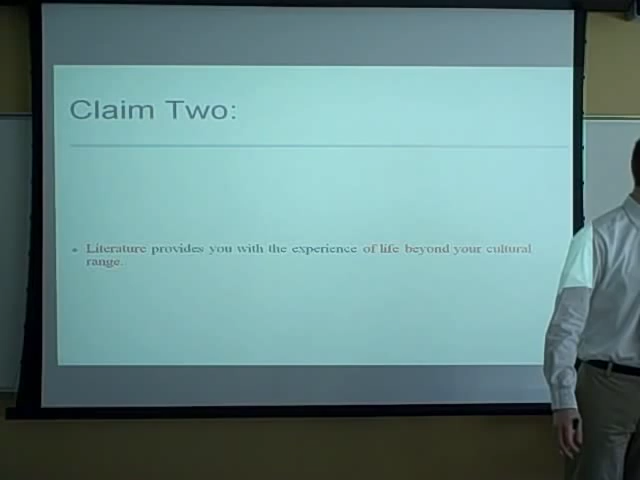 Claim Two:
Literature provides you with the experience of life beyond your cultural
range.